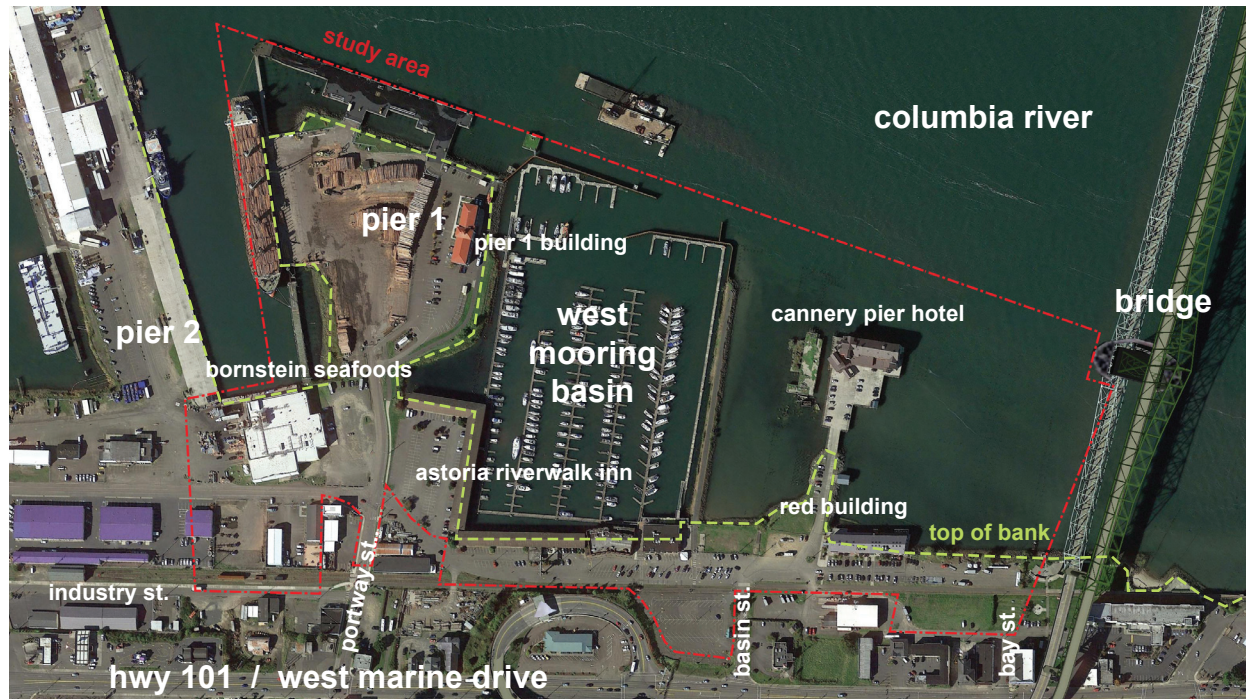 study area
columbia river
pier 1
pier 1 building
west
mooring
basin
cannery pier hotel
bridge
pier 2
bornstein seafoods
astoria riverwalk inn
red building
top of bank
industry st.
portway st.
basin st.
bay st.
hwy 101 / west marine drive